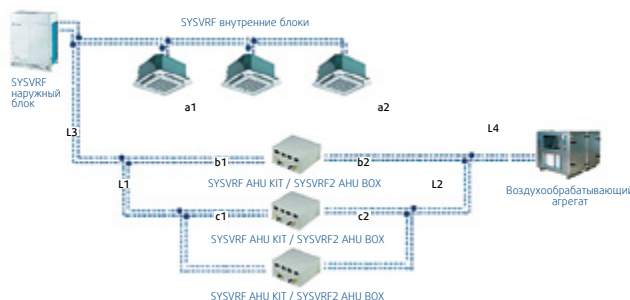 SYSVRF внутренние блоки
SYSVRF
наружный
блок
a1
a2
L3
L4
b1
b2
SYSVRF AHU KIT / SYSVRF2 AHU BOX
L1
L2
Воздухообрабатывающий
агрегат
c1
c2
SYSVRF AHU KIT / SYSVRF2 AHU BOX
SYSVRF AHU KIT / SYSVRF2 AHU BOX